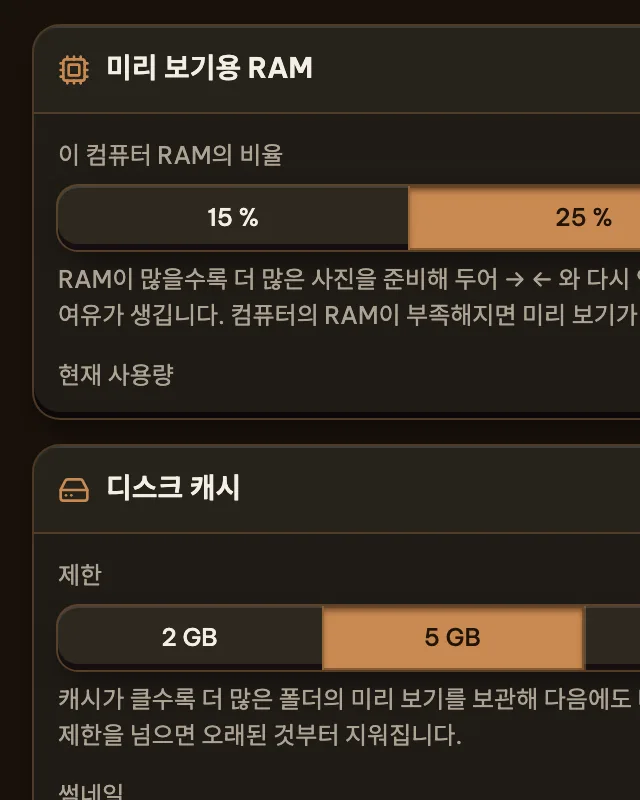 미리 보기용 RAM
이 컴퓨터 RAM의 비율
15 %
25 %
RAM이 많을수록 더 많은 사진을 준비해 두어 → ← 와 다시
여유가 생깁니다. 컴퓨터의 RAM이 부족해지면 미리 보기가
현재 사용량
디스크 캐시
제한
2 GB
5 GB
캐시가 클수록 더 많은 폴더의 미리 보기를 보관해 다음에도
제한을 넘으면 오래된 것부터 지워집니다.
썸네일